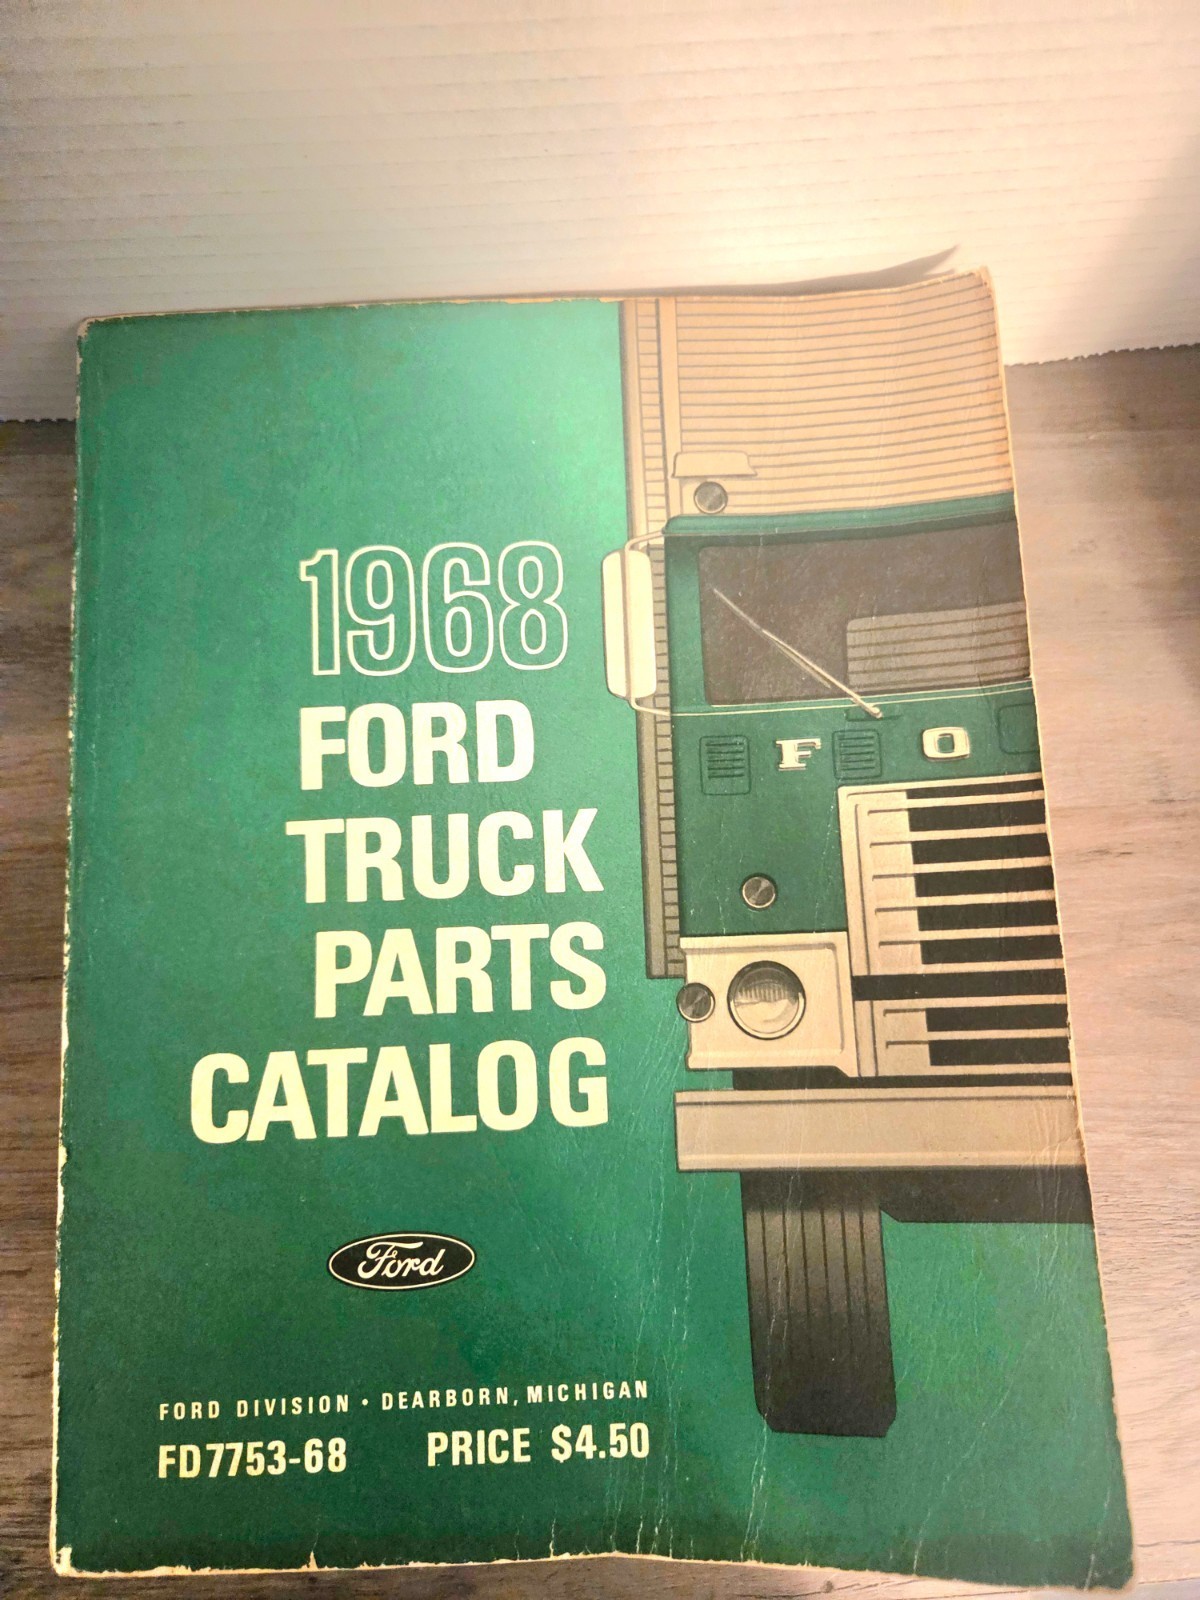 1968
FORD
TRUCK
PARTS
CATALOG
F O
Ford
FORD DIVISION • DEARBORN, MICHIGAN
FD7753-68 PRICE $4.50